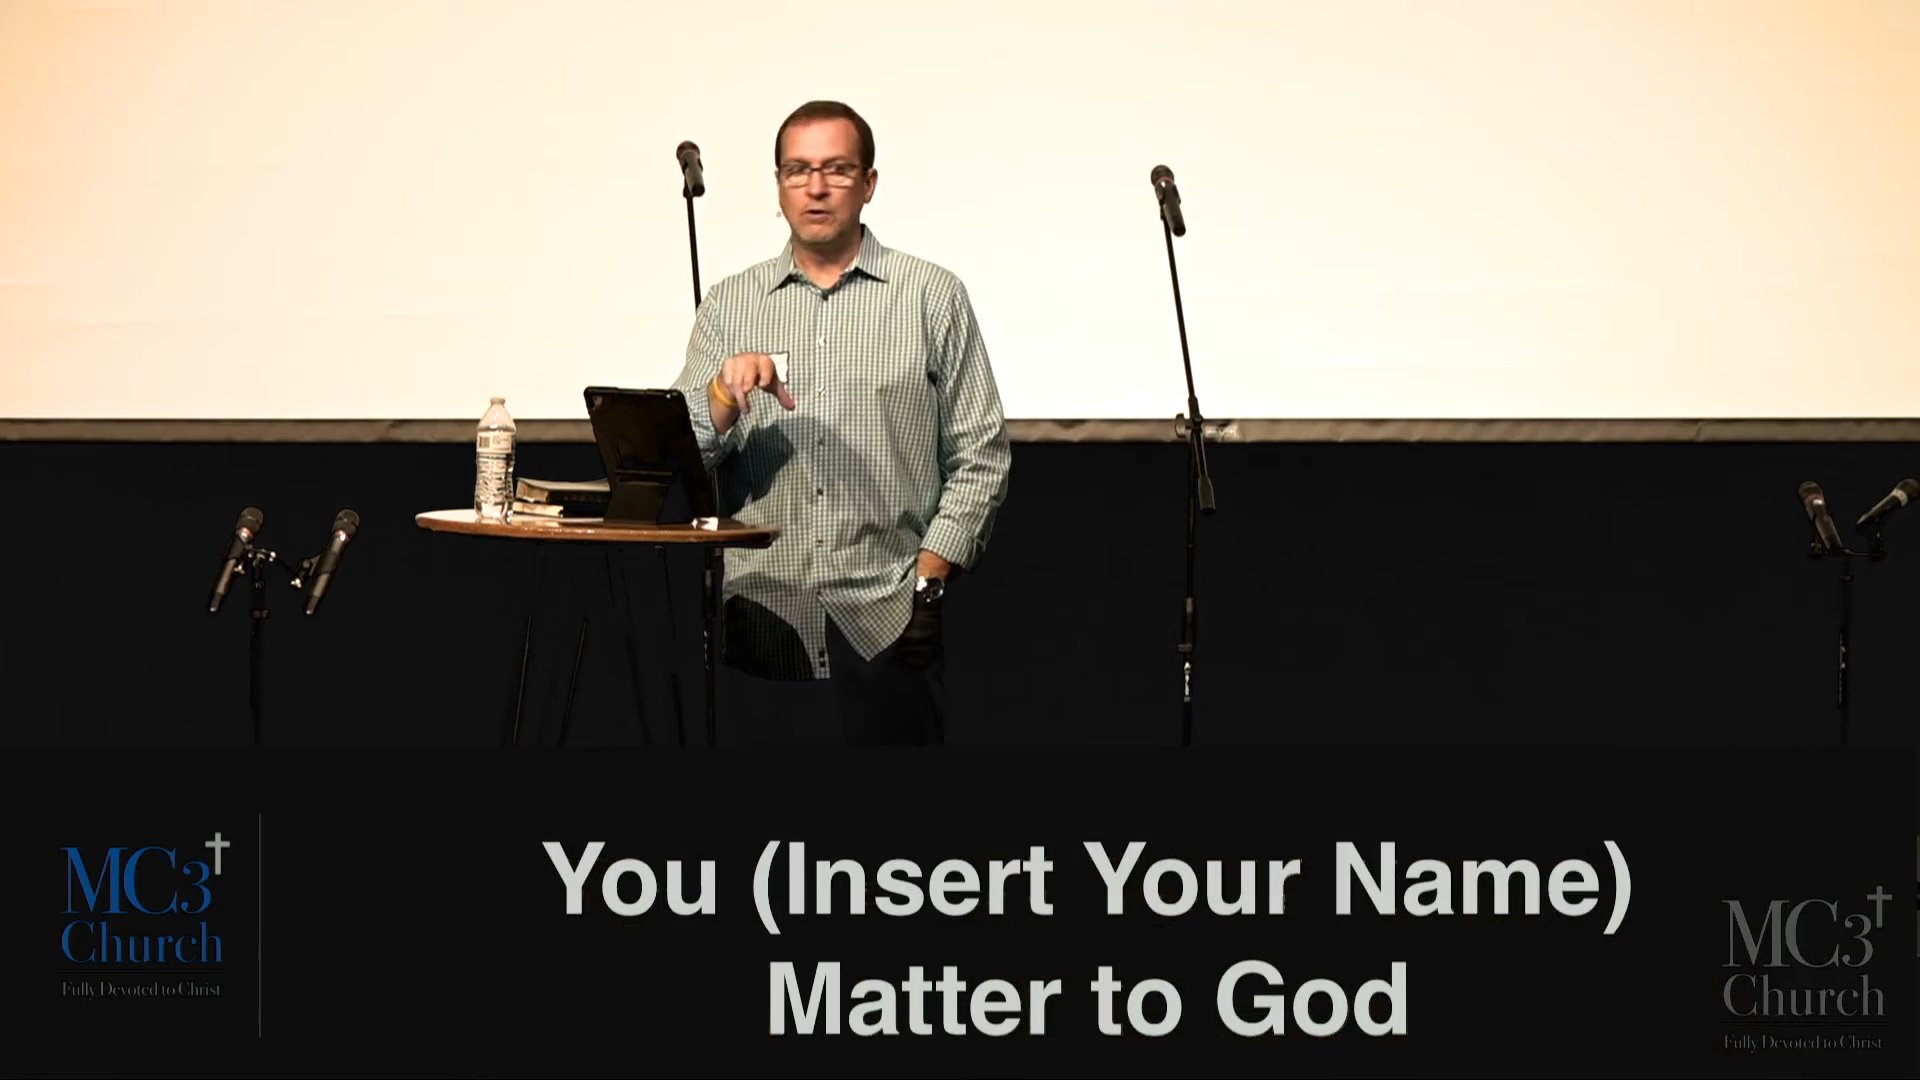 MC3
Church
Fully Devoted to Christ
You (Insert Your Name)
Matter to God
MC3
Church
Fully Devoted to Christ